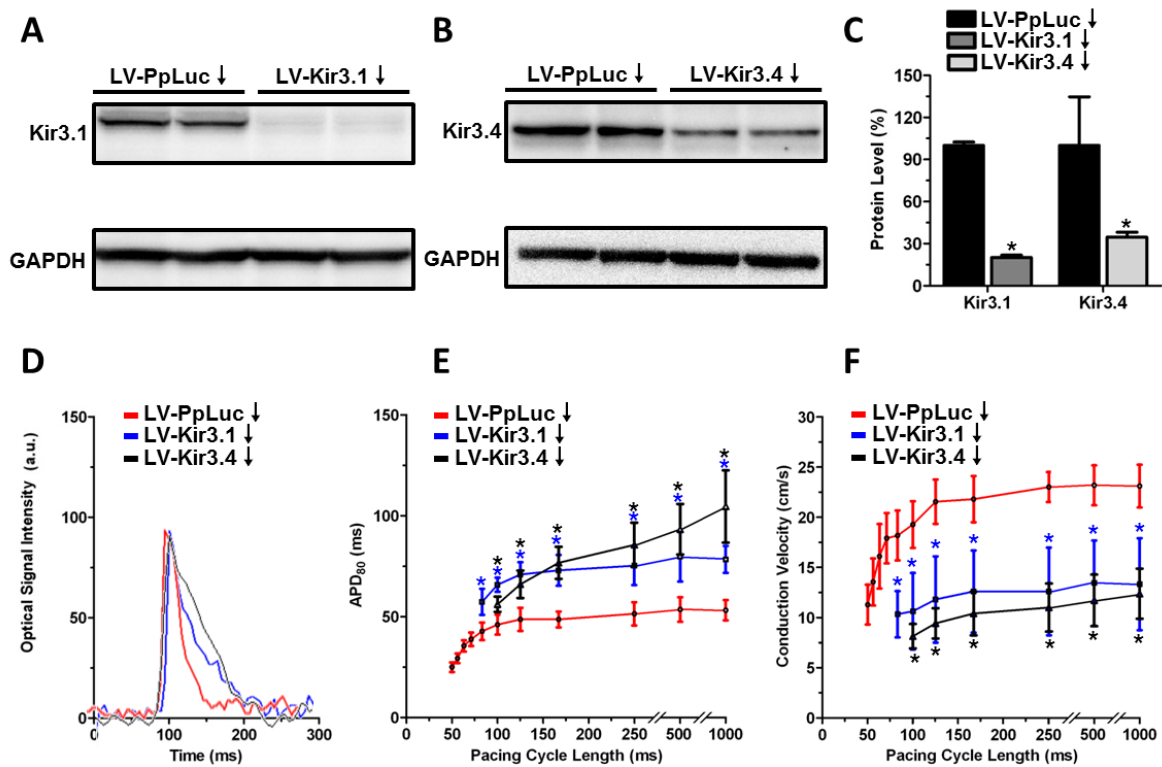 A
LV-PpLuc ↓ LV-Kir3.1 ↓
Kir3.1
GAPDH
B
LV-PpLuc ↓ LV-Kir3.4 ↓
Kir3.4
GAPDH
C
LV-PpLuc ↓
LV-Kir3.1 ↓
LV-Kir3.4 ↓
Protein Level (%)
150
120
90
60
30
0
* *
Kir3.1 Kir3.4
D
LV-PpLuc ↓
LV-Kir3.1 ↓
LV-Kir3.4 ↓
Optical Signal Intensity (a.u.)
150
100
50
0
0 100 200 300
Time (ms)
E
LV-PpLuc ↓
LV-Kir3.1 ↓
LV-Kir3.4 ↓
APD80 (ms)
150
100
50
0
* * * * * *
* * * * * * *
0 50 100 150 200 250 500 1000
Pacing Cycle Length (ms)
F
LV-PpLuc ↓
LV-Kir3.1 ↓
LV-Kir3.4 ↓
Conduction Velocity (cm/s)
30
25
20
15
10
5
0
* * * * * * *
* * * * * *
0 50 100 150 200 250 500 1000
Pacing Cycle Length (ms)